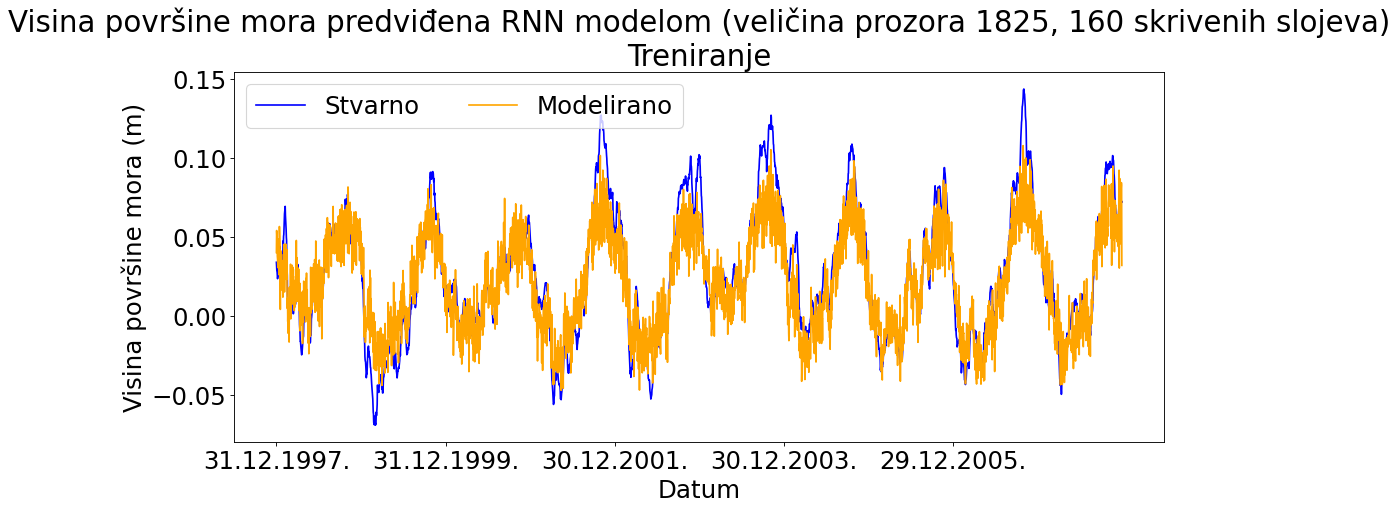 Visina površine mora predviđena RNN modelom (veličina prozora 1825, 160 skrivenih slojeva)
Treniranje
Stvarno Modelirano
Visina površine mora (m)
0.15
0.10
0.05
0.00
−0.05
31.12.1997. 31.12.1999. 30.12.2001. 30.12.2003. 29.12.2005.
Datum